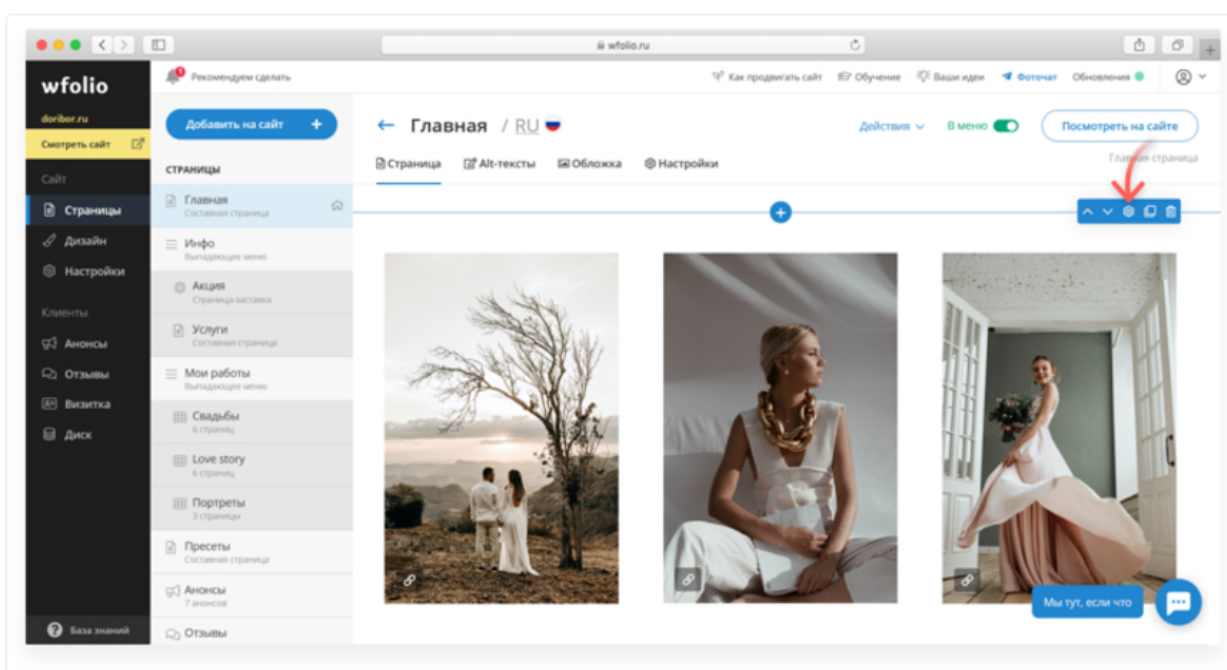 wfolio.ru
wfolio
Рекомендуем сделать
Как продвигать сайт
Обучение
Ваши идеи
Фоточат
Обновления
doribor.ru
Смотреть сайт
Сайт
Страницы
Дизайн
Настройки
Клиенты
Анонсы
Отзывы
Визитка
Диск
База знаний
Добавить на сайт +
СТРАНИЦЫ
Главная
Составная страница
Инфо
Выпадающее меню
Акция
Страница-заставка
Услуги
Составная страница
Мои работы
Выпадающее меню
Свадьбы
6 страниц
Love story
6 страниц
Портреты
3 страницы
Пресеты
Составная страница
Анонсы
7 анонсов
Отзывы
← Главная / RU
Действия
В меню
Посмотреть на сайте
Главная страница
Страница
Alt-тексты
Обложка
Настройки
Мы тут, если что